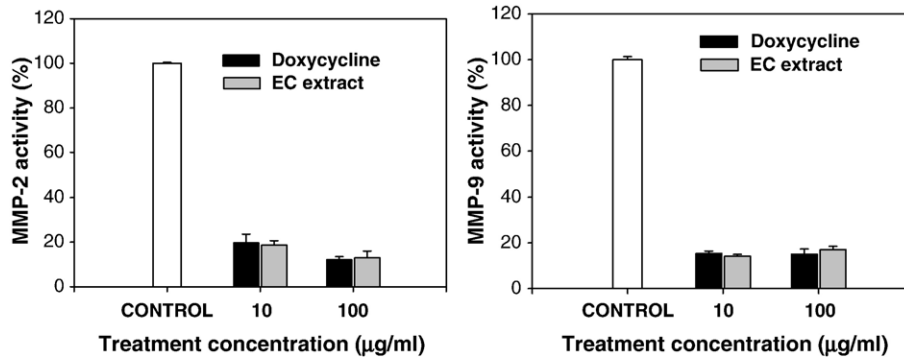 MMP-2 activity (%)
120
100
80
60
40
20
0
Doxycycline
EC extract
CONTROL 10 100
Treatment concentration (μg/ml)
MMP-9 activity (%)
120
100
80
60
40
20
0
Doxycycline
EC extract
CONTROL 10 100
Treatment concentration (μg/ml)